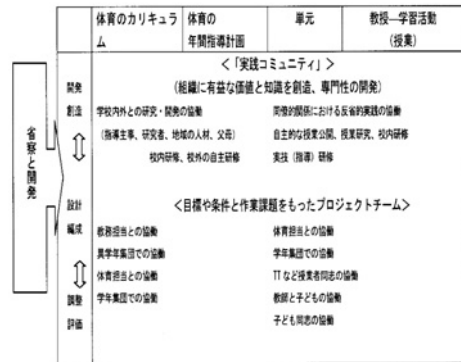 体育のカリキュラム
体育の
年間指導計画
単元
教授―学習活動
(授業)
省察と開発
開発
創造
<「実践コミュニティ」>
(組織に有益な価値と知識を創造、専門性の開発)
学校内外との研究・開発の協働
(指導主事、研究者、地域の人材、父母)
校内研修、校外の自主研修
同僚的関係における反省的実践の協働
自主的な授業公開、授業研究、校内研修
実技(指導)研修
設計
編成
調整
評価
<目標や条件と作業課題をもったプロジェクトチーム>
教務担当との協働
異学年集団での協働
体育担当との協働
学年集団での協働
体育担当との協働
学年集団での協働
TTなど授業者同志の協働
教師と子どもの協働
子ども同志の協働